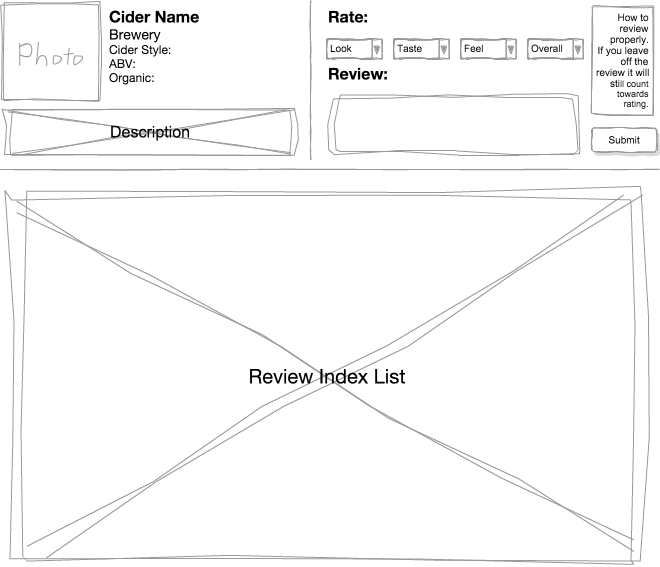 Photo
Cider Name
Brewery
Cider Style:
ABV:
Organic:
Description
Rate:
Look
Taste
Feel
Overall
Review:
How to
review
properly.
If you leave
off the
review it will
still count
towards
rating.
Submit
Review Index List